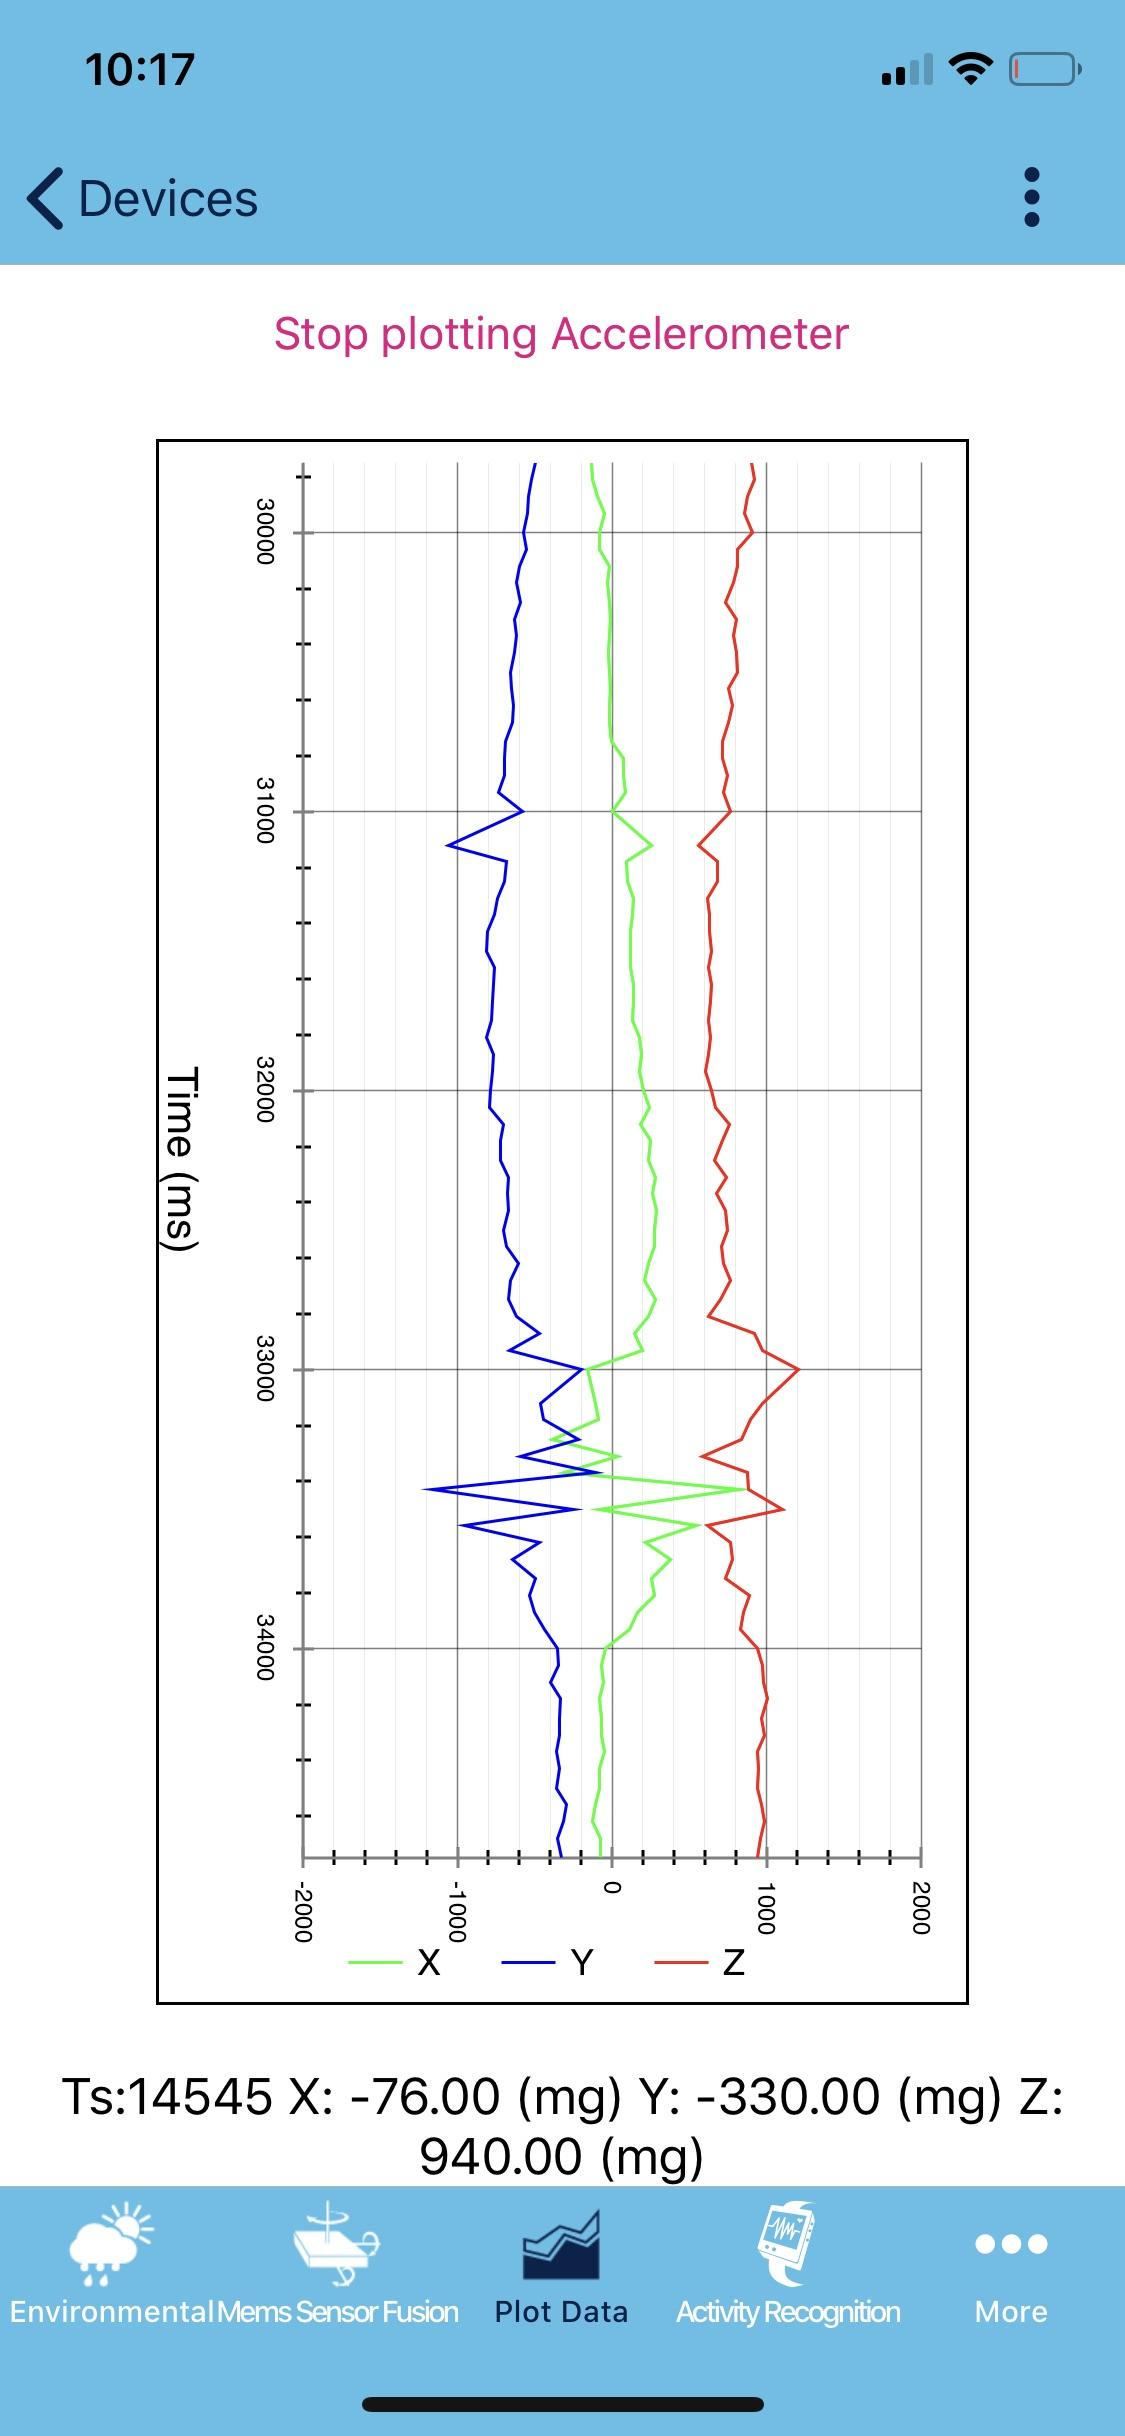 10:17
Devices
Stop plotting Accelerometer
30000
31000
32000
33000
34000
Time (ms)
-2000
-1000
0
1000
2000
X Y Z
Ts:14545 X: -76.00 (mg) Y: -330.00 (mg) Z:
940.00 (mg)
Environmental Mems Sensor Fusion Plot Data Activity Recognition More